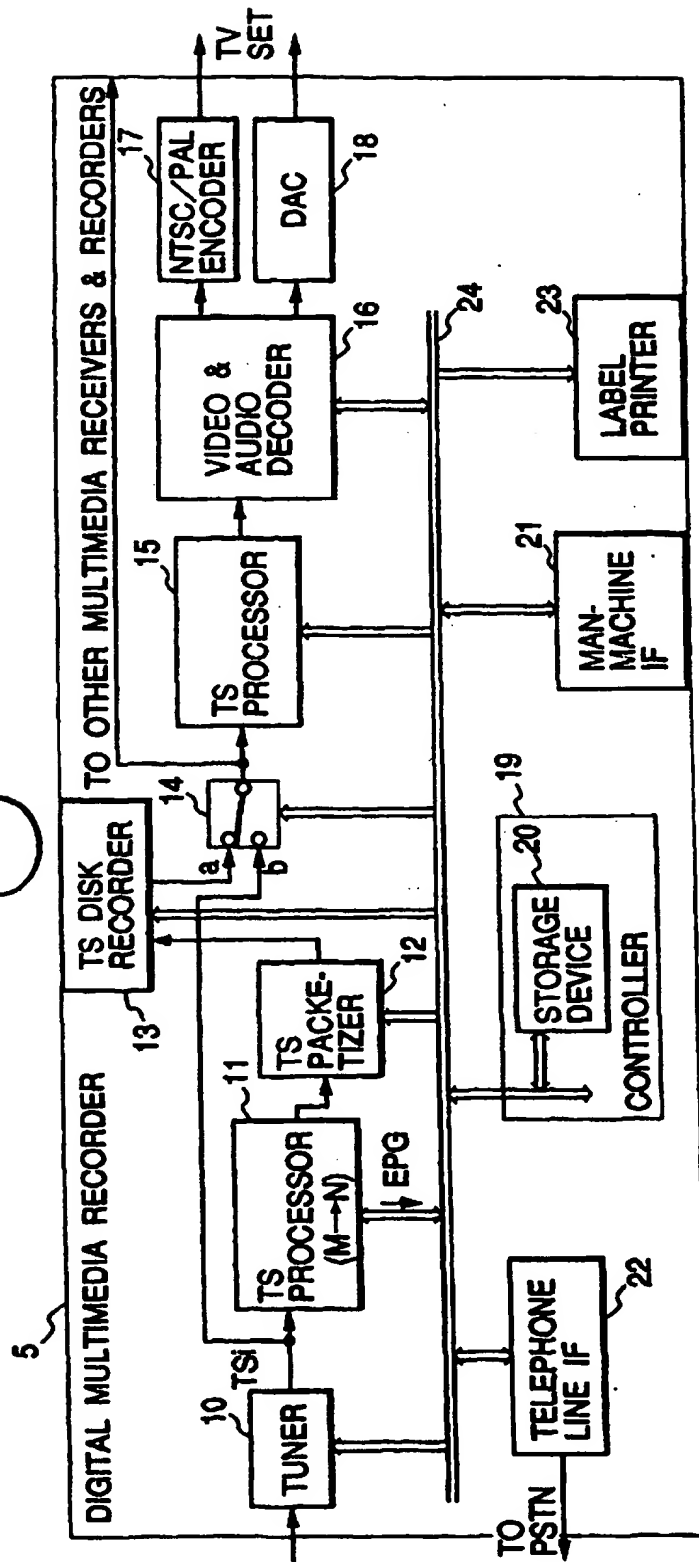 5
DIGITAL MULTIMEDIA RECORDER
TO OTHER MULTIMEDIA RECEIVERS & RECORDERS
TV
SET
10
TUNER
TSi
11
TS
PROCESSOR
(M→N)
EPG
12
TS
PACKE-
TIZER
13
TS DISK
RECORDER
14
a
b
15
TS
PROCESSOR
16
VIDEO &
AUDIO
DECODER
17
NTSC/PAL
ENCODER
18
DAC
24
TO
PSTN
22
TELEPHONE
LINE IF
19
20
STORAGE
DEVICE
CONTROLLER
21
MAN-
MACHINE
IF
23
LABEL
PRINTER